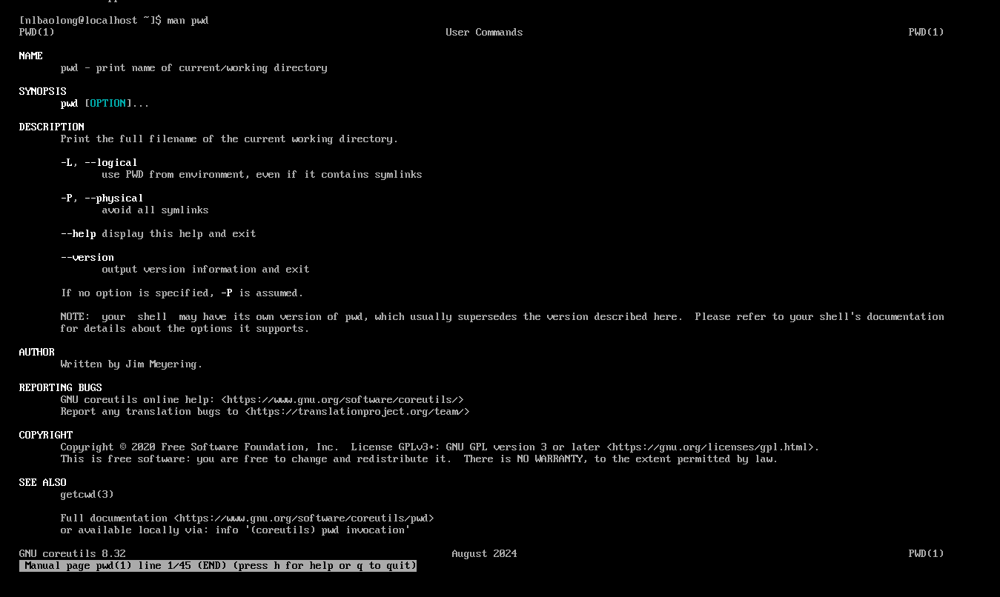 [nlbaolong@localhost ~]$ man pwd
PWD(1) User Commands PWD(1)
NAME
pwd - print name of current/working directory
SYNOPSIS
pwd [OPTION]...
DESCRIPTION
Print the full filename of the current working directory.
-L, --logical
use PWD from environment, even if it contains symlinks
-P, --physical
avoid all symlinks
--help display this help and exit
--version
output version information and exit
If no option is specified, -P is assumed.
NOTE:  your  shell  may have its own version of pwd, which usually supersedes the version described here.  Please refer to your shell's documentation
for details about the options it supports.
AUTHOR
Written by Jim Meyering.
REPORTING BUGS
GNU coreutils online help: <https://www.gnu.org/software/coreutils/>
Report any translation bugs to <https://translationproject.org/team/>
COPYRIGHT
Copyright © 2020 Free Software Foundation, Inc.  License GPLv3+: GNU GPL version 3 or later <https://gnu.org/licenses/gpl.html>.
This is free software: you are free to change and redistribute it.  There is NO WARRANTY, to the extent permitted by law.
SEE ALSO
getcwd(3)
Full documentation <https://www.gnu.org/software/coreutils/pwd>
or available locally via: info '(coreutils) pwd invocation'
GNU coreutils 8.32 August 2024 PWD(1)
Manual page pwd(1) line 1/45 (END) (press h for help or q to quit)